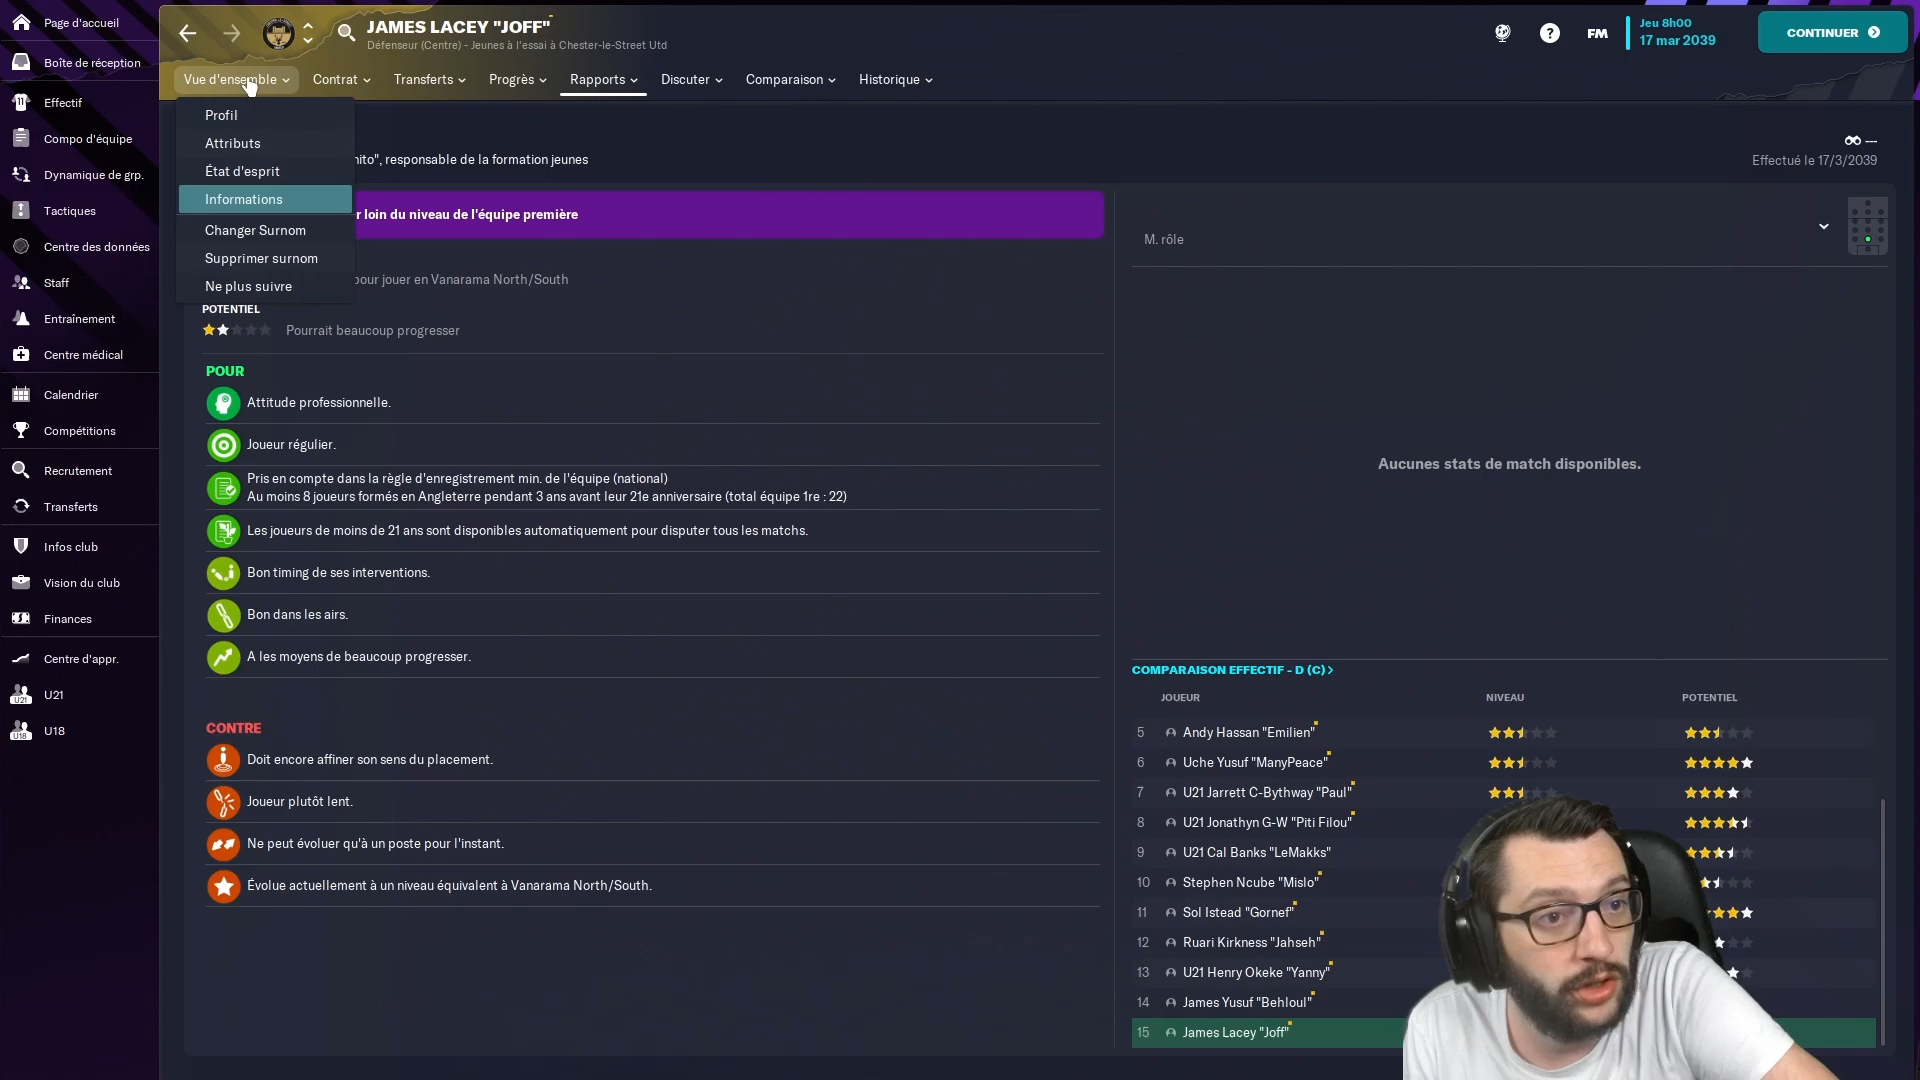 Page d'accueil
Boîte de réception
Effectif
Compo d'équipe
Dynamique de grp.
Tactiques
Centre des données
Staff
Entraînement
Centre médical
Calendrier
Compétitions
Recrutement
Transferts
Infos club
Vision du club
Finances
Centre d'appr.
U21
U18
JAMES LACEY "JOFF"
Défenseur (Centre) - Jeunes à l'essai à Chester-le-Street Utd
FM
Jeu 8h00
17 mar 2039
CONTINUER
Vue d'ensemble
Contrat
Transferts
Progrès
Rapports
Discuter
Comparaison
Historique
Profil
Attributs
État d'esprit
Informations
Changer Surnom
Supprimer surnom
Ne plus suivre
nito", responsable de la formation jeunes
---
Effectué le 17/3/2039
r loin du niveau de l'équipe première
pour jouer en Vanarama North/South
POTENTIEL
Pourrait beaucoup progresser
POUR
Attitude professionnelle.
Joueur régulier.
Pris en compte dans la règle d'enregistrement min. de l'équipe (national)
Au moins 8 joueurs formés en Angleterre pendant 3 ans avant leur 21e anniversaire (total équipe 1re : 22)
Les joueurs de moins de 21 ans sont disponibles automatiquement pour disputer tous les matchs.
Bon timing de ses interventions.
Bon dans les airs.
A les moyens de beaucoup progresser.
CONTRE
Doit encore affiner son sens du placement.
Joueur plutôt lent.
Ne peut évoluer qu'à un poste pour l'instant.
Évolue actuellement à un niveau équivalent à Vanarama North/South.
M. rôle
Aucunes stats de match disponibles.
COMPARAISON EFFECTIF - D (C)
JOUEUR NIVEAU POTENTIEL
5 Andy Hassan "Emilien"
6 Uche Yusuf "ManyPeace"
7 U21 Jarrett C-Bythway "Paul"
8 U21 Jonathyn G-W "Piti Filou"
9 U21 Cal Banks "LeMakks"
10 Stephen Ncube "Mislo"
11 Sol Istead "Gornef"
12 Ruari Kirkness "Jahseh"
13 U21 Henry Okeke "Yanny"
14 James Yusuf "Behloul"
15 James Lacey "Joff"